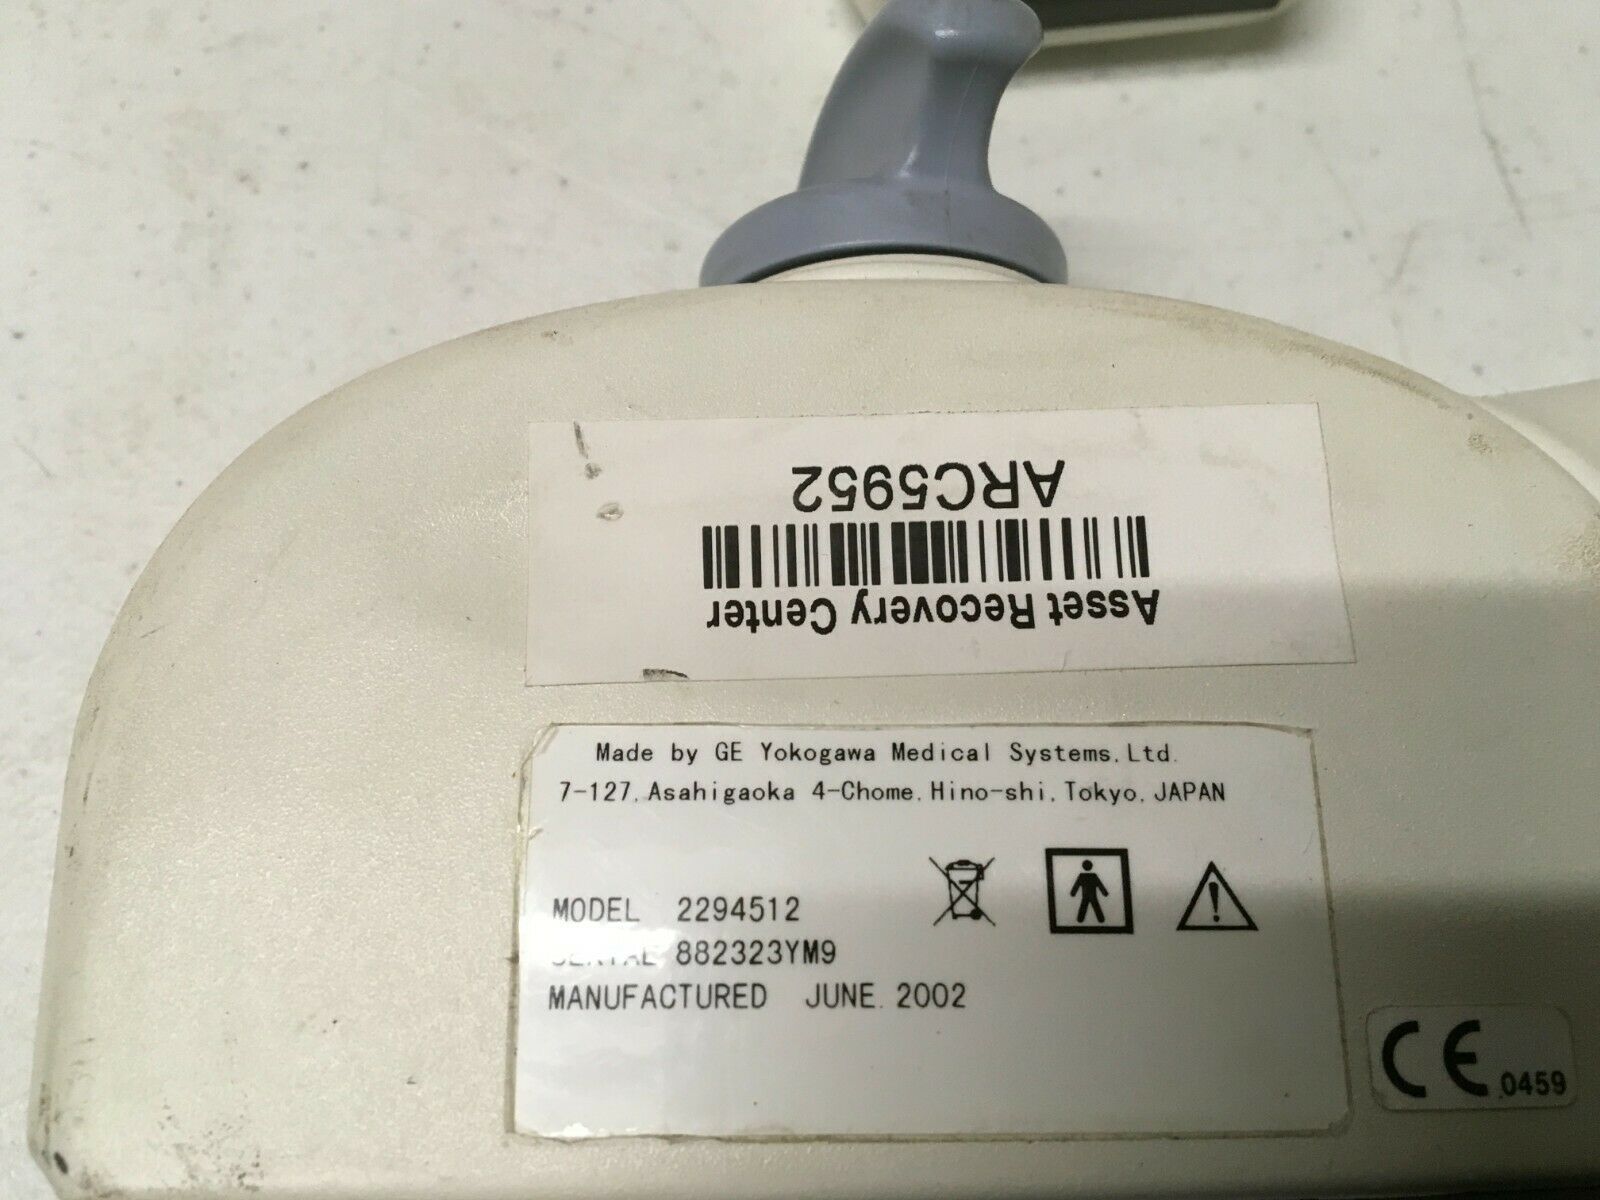 ARC5952
Asset Recovery Center
Made by GE Yokogawa Medical Systems, Ltd.
7-127, Asahigaoka 4-Chome, Hino-shi, Tokyo, JAPAN
MODEL 2294512
SERIAL 882323YM9
MANUFACTURED JUNE. 2002
CE 0459